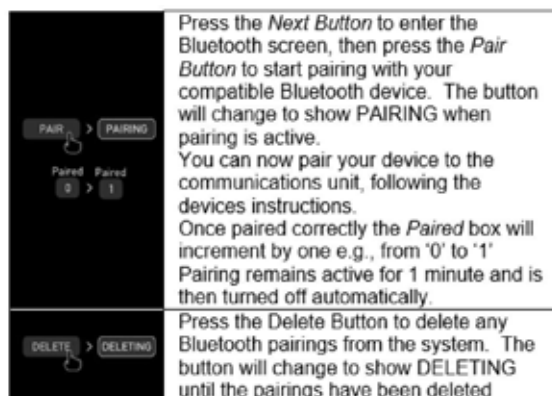 Press the Next Button to enter the
Bluetooth screen, then press the Pair
Button to start pairing with your
compatible Bluetooth device. The button
will change to show PAIRING when
pairing is active.
You can now pair your device to the
communications unit, following the
devices instructions.
Once paired correctly the Paired box will
increment by one e.g., from ‘0’ to ‘1’
Pairing remains active for 1 minute and is
then turned off automatically.
PAIR > PAIRING
Paired Paired
0 > 1
Press the Delete Button to delete any
Bluetooth pairings from the system. The
button will change to show DELETING
until the pairings have been deleted
DELETE > DELETING